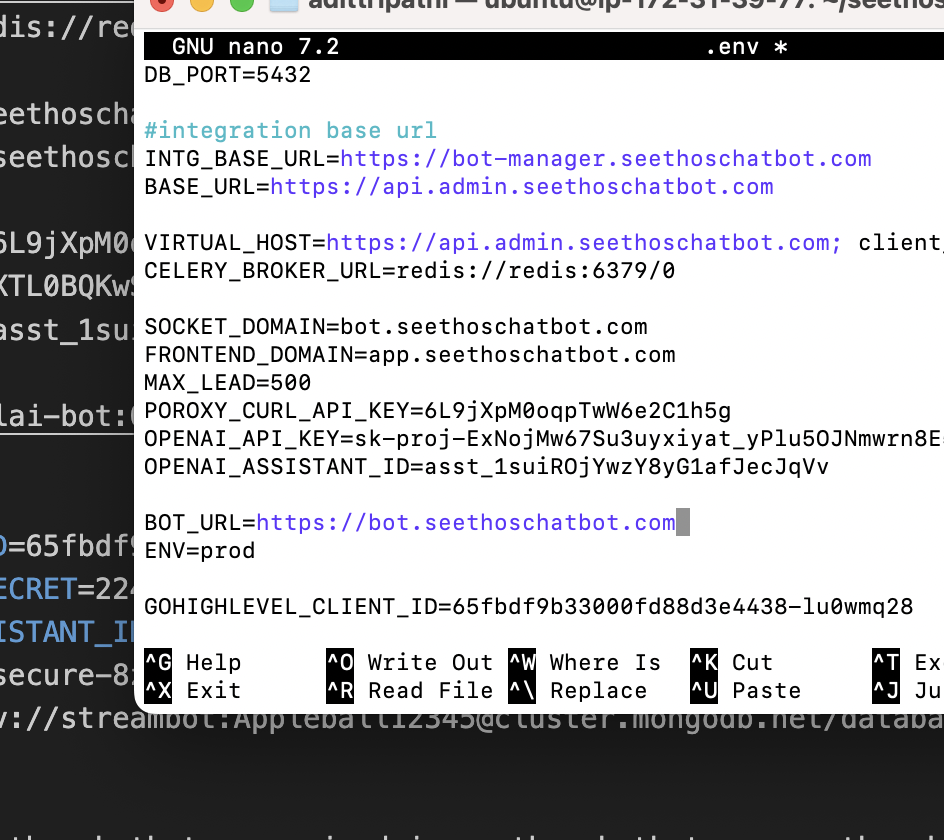 adittripathi — ubuntu@ip-172-31-39-77: ~/seethos
GNU nano 7.2 .env *
DB_PORT=5432
#integration base url
INTG_BASE_URL=https://bot-manager.seethoschatbot.com
BASE_URL=https://api.admin.seethoschatbot.com
VIRTUAL_HOST=https://api.admin.seethoschatbot.com; client_
CELERY_BROKER_URL=redis://redis:6379/0
SOCKET_DOMAIN=bot.seethoschatbot.com
FRONTEND_DOMAIN=app.seethoschatbot.com
MAX_LEAD=500
POROXY_CURL_API_KEY=6L9jXpM0oqpTwW6e2C1h5g
OPENAI_API_KEY=sk-proj-ExNojMw67Su3uyxiyat_yPlu5OJNmwrn8E
OPENAI_ASSISTANT_ID=asst_1suiROjYwzY8yG1afJecJqVv
BOT_URL=https://bot.seethoschatbot.com
ENV=prod
GOHIGHLEVEL_CLIENT_ID=65fbdf9b33000fd88d3e4438-lu0wmq28
^G Help ^O Write Out ^W Where Is ^K Cut ^T Ex
^X Exit ^R Read File ^\ Replace ^U Paste ^J Ju
dis://re
eethoscha
seethosch
6L9jXpM0
XTL0BQKw
asst_1sui
lai-bot:
=65fbdf9
ECRET=224
ISTANT_I
secure-8
v://streambot:Appleball12345@cluster.mongodb.net/databa